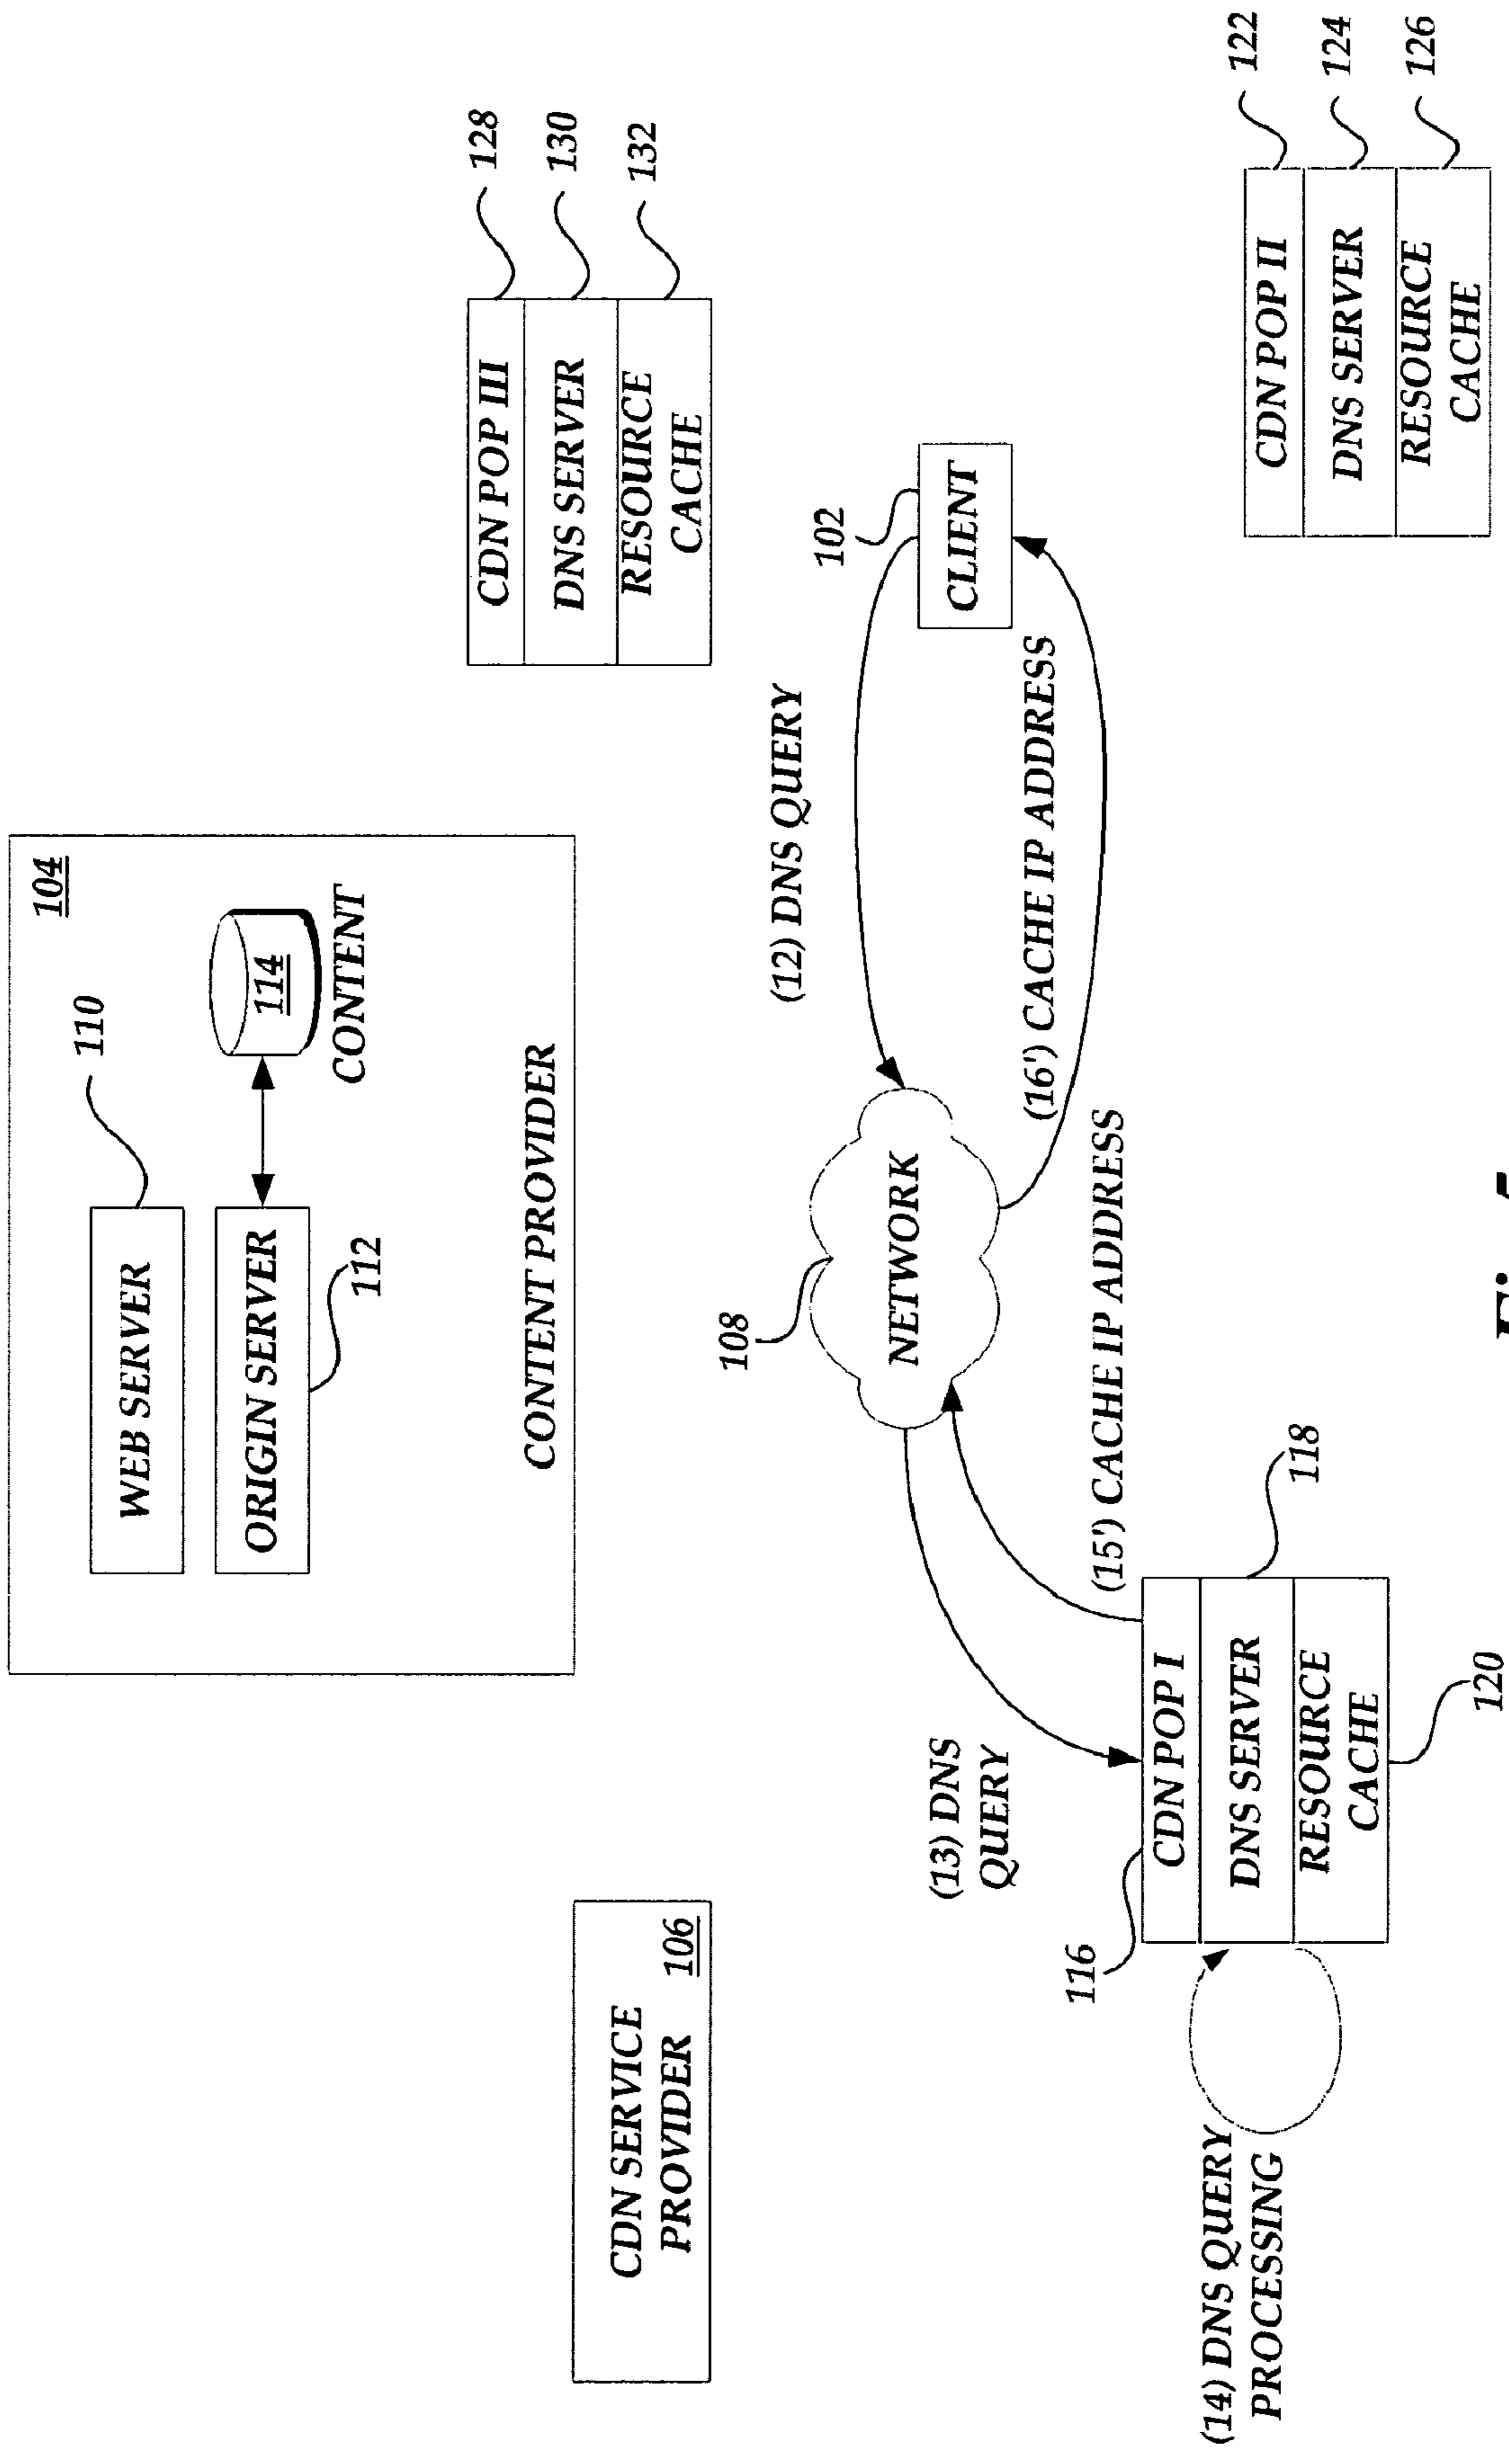 104
WEB SERVER
110
ORIGIN SERVER
112
114
CONTENT
CONTENT PROVIDER
CDN SERVICE
PROVIDER
106
CDN POP III
128
DNS SERVER
130
RESOURCE
CACHE
132
(12) DNS QUERY
102
CLIENT
108
NETWORK
(16') CACHE IP ADDRESS
(13) DNS
QUERY
(15') CACHE IP ADDRESS
116
CDN POP I
DNS SERVER
118
RESOURCE
CACHE
120
(14) DNS QUERY
PROCESSING
CDN POP II
122
DNS SERVER
124
RESOURCE
CACHE
126